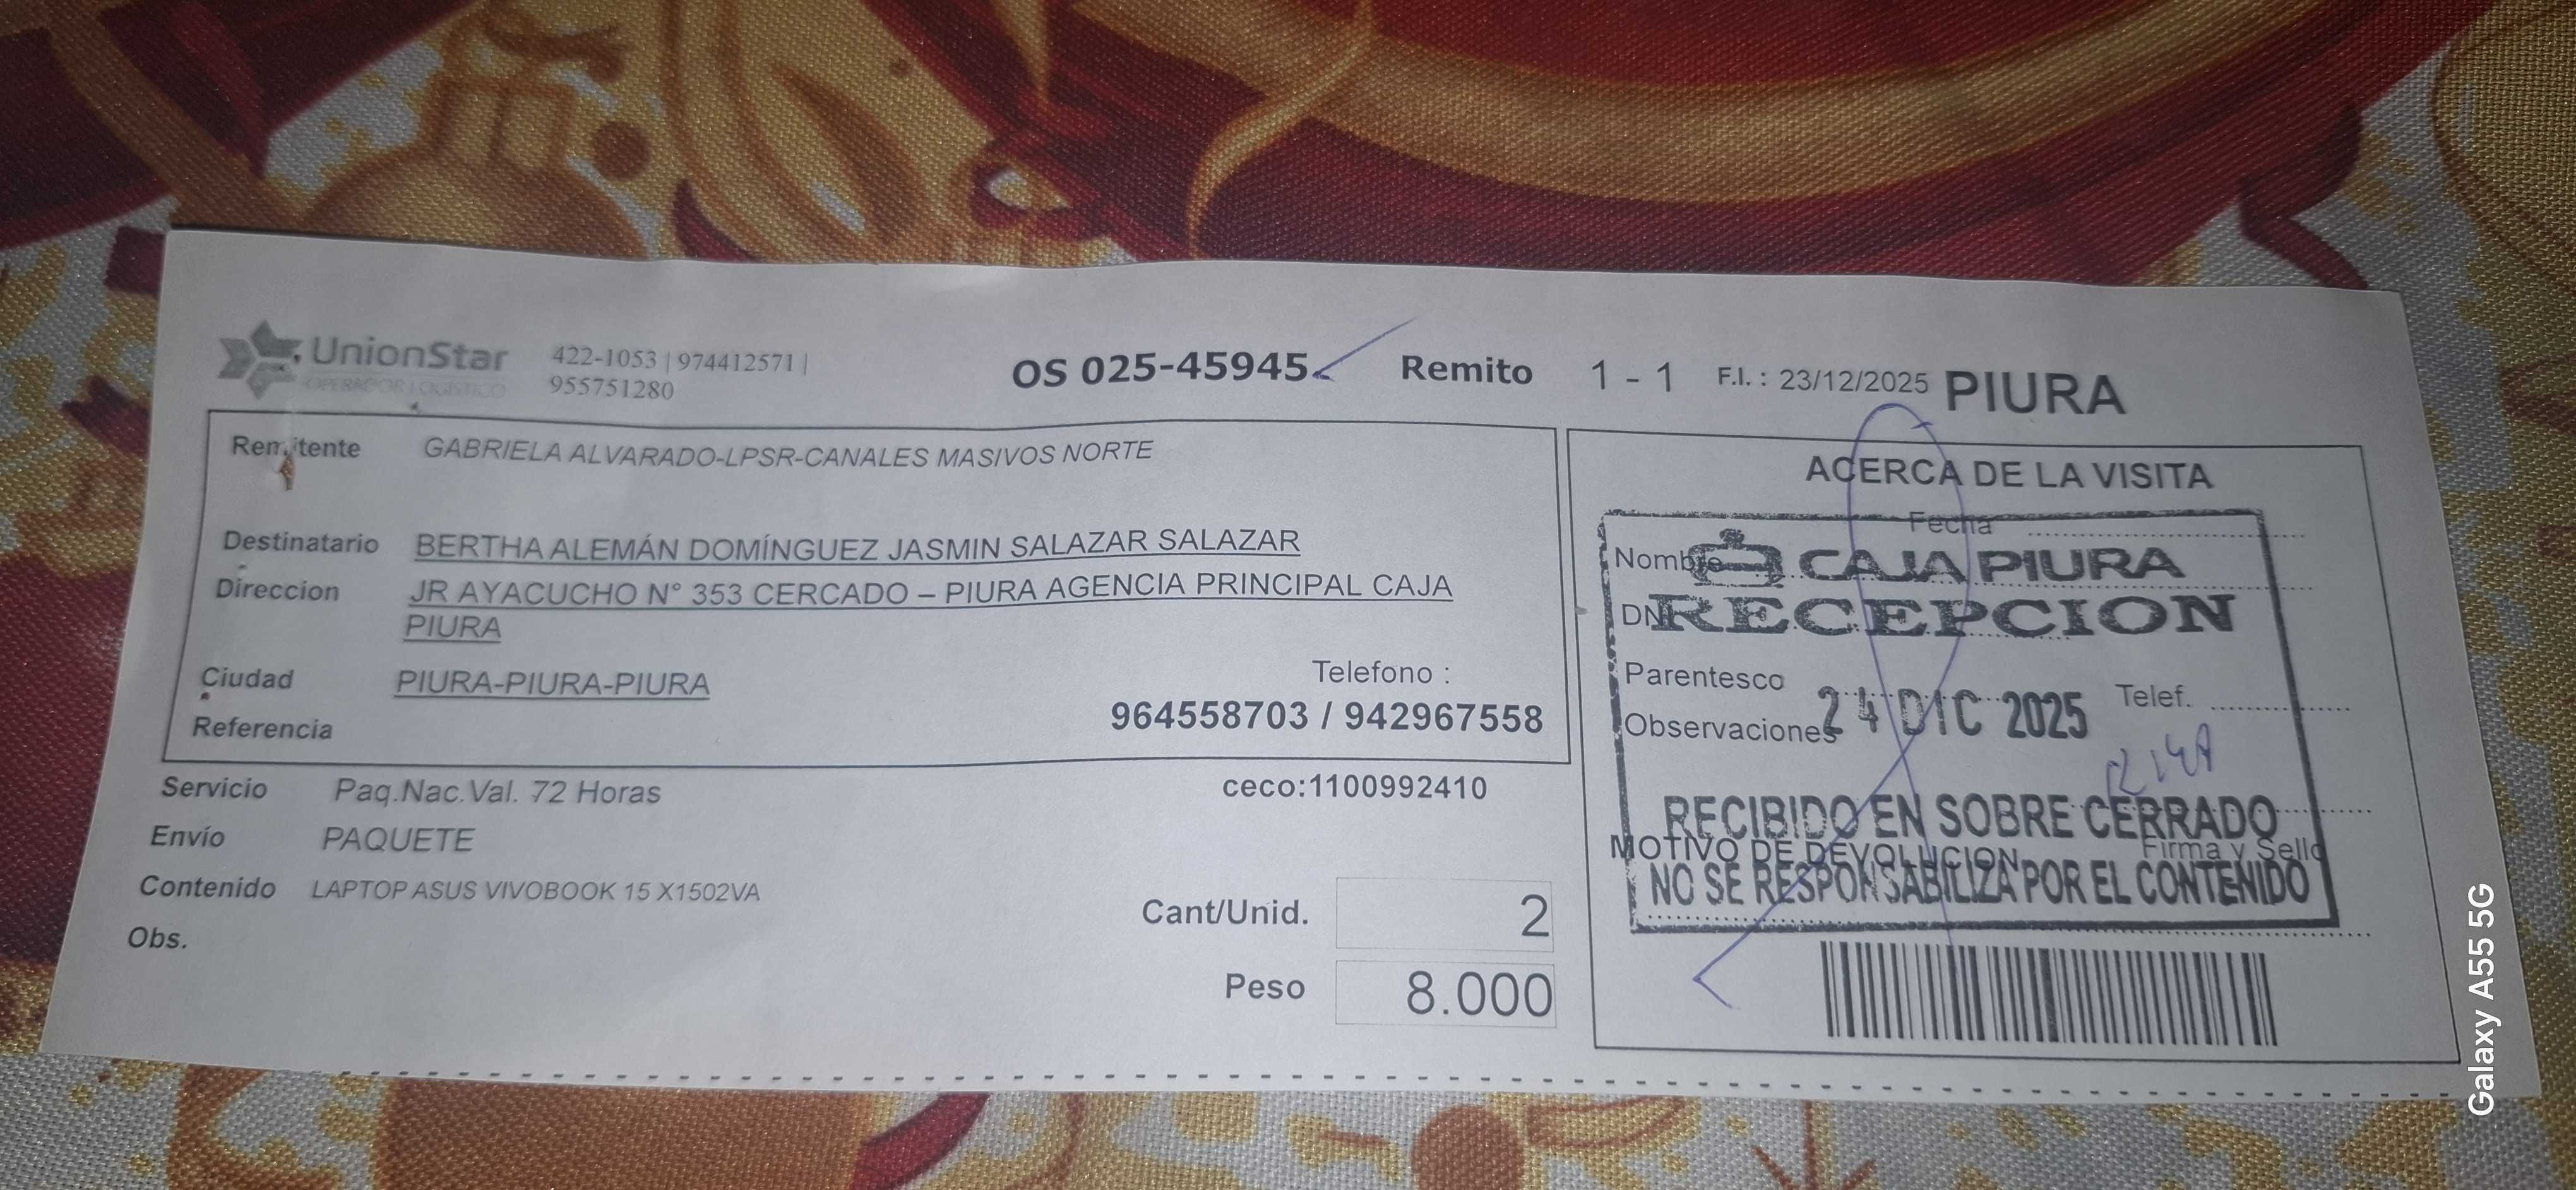 UnionStar
OPERADOR LOGISTICO
422-1053 | 974412571 |
955751280
OS 025-45945
Remito 1 - 1
F.I. : 23/12/2025
PIURA
Remitente GABRIELA ALVARADO-LPSR-CANALES MASIVOS NORTE
Destinatario BERTHA ALEMÁN DOMÍNGUEZ JASMIN SALAZAR SALAZAR
Direccion JR AYACUCHO N° 353 CERCADO – PIURA AGENCIA PRINCIPAL CAJA
PIURA
Ciudad PIURA-PIURA-PIURA
Telefono :
964558703 / 942967558
Referencia
Servicio Paq.Nac.Val. 72 Horas
ceco:1100992410
Envío PAQUETE
Contenido LAPTOP ASUS VIVOBOOK 15 X1502VA
Cant/Unid. 2
Obs.
Peso 8.000
ACERCA DE LA VISITA
Fecha
Nombre
CAJA PIURA
DN
RECEPCION
Parentesco
24 DIC 2025
Telef.
Observaciones
RECIBIDO EN SOBRE CERRADO
MOTIVO DE DEVOLUCION
Firma y Sello
NO SE RESPONSABILIZA POR EL CONTENIDO
Galaxy A55 5G